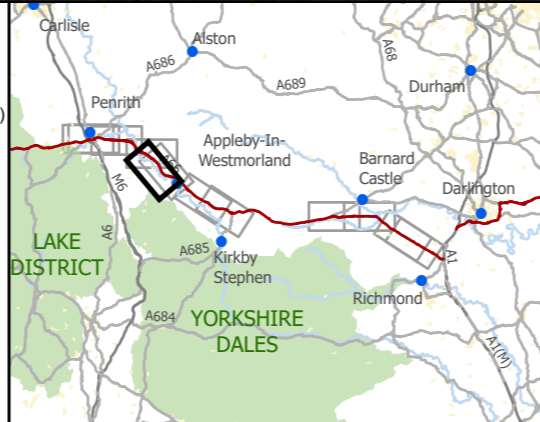 Carlisle
)
Alston
A686
A68
A689
Durham
Penrith
Appleby-In-
Westmorland
A66
Barnard
Castle
Darlington
M6
A6
LAKE
DISTRICT
A685
Kirkby
Stephen
A1
Richmond
A684
YORKSHIRE
DALES
A1(M)